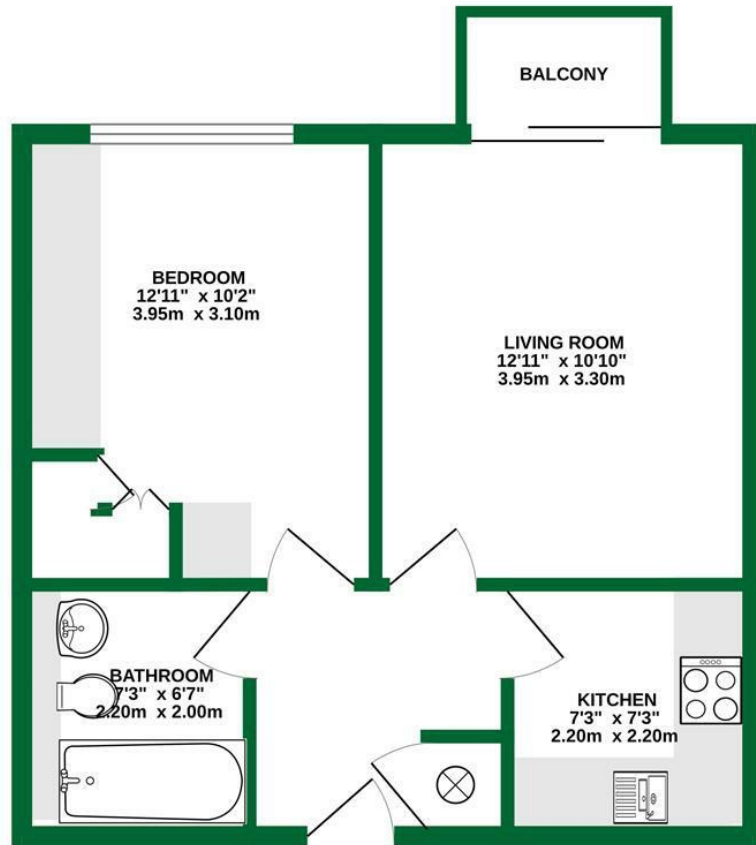 BALCONY
BEDROOM
12'11" x 10'2"
3.95m x 3.10m
LIVING ROOM
12'11" x 10'10"
3.95m x 3.30m
BATHROOM
7'3" x 6'7"
2.20m x 2.00m
KITCHEN
7'3" x 7'3"
2.20m x 2.20m